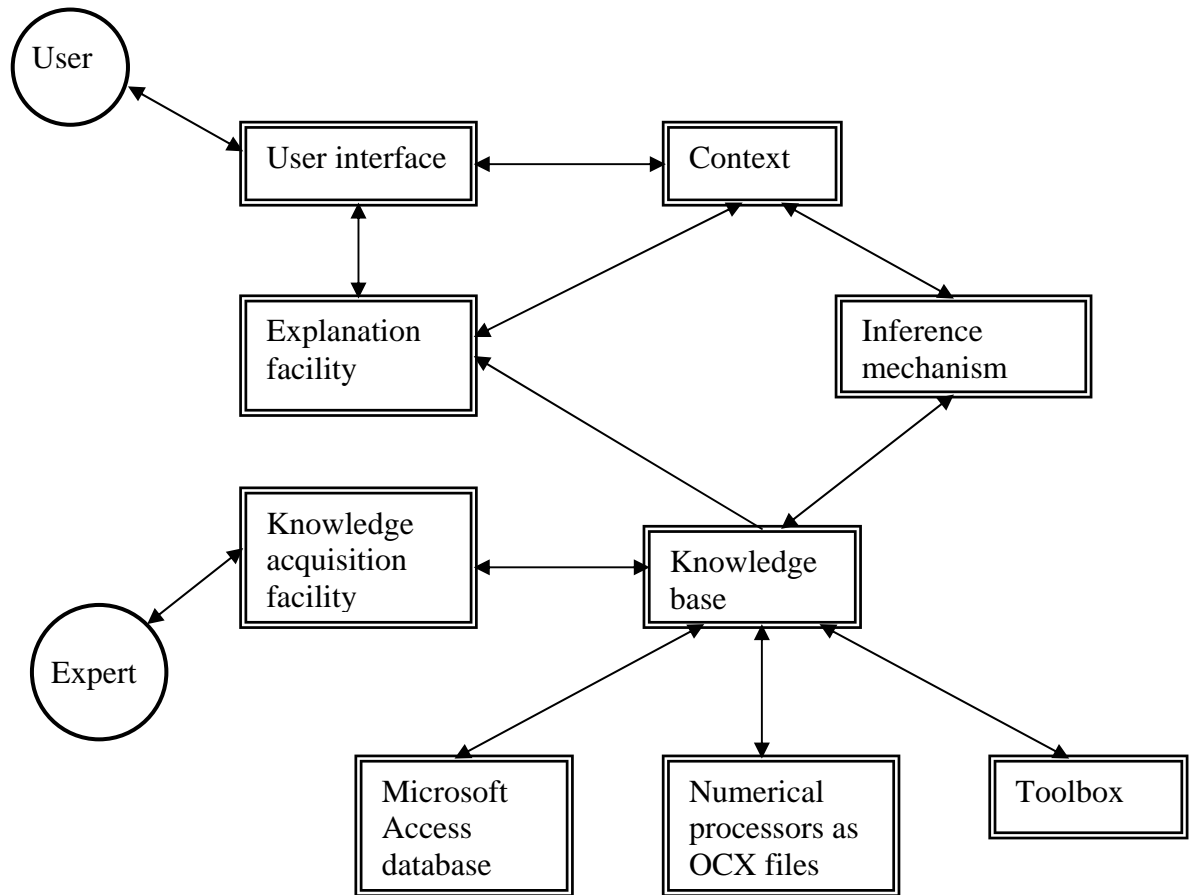 User
User interface
Context
Explanation
facility
Inference
mechanism
Knowledge
acquisition
facility
Knowledge
base
Expert
Microsoft
Access
database
Numerical
processors as
OCX files
Toolbox